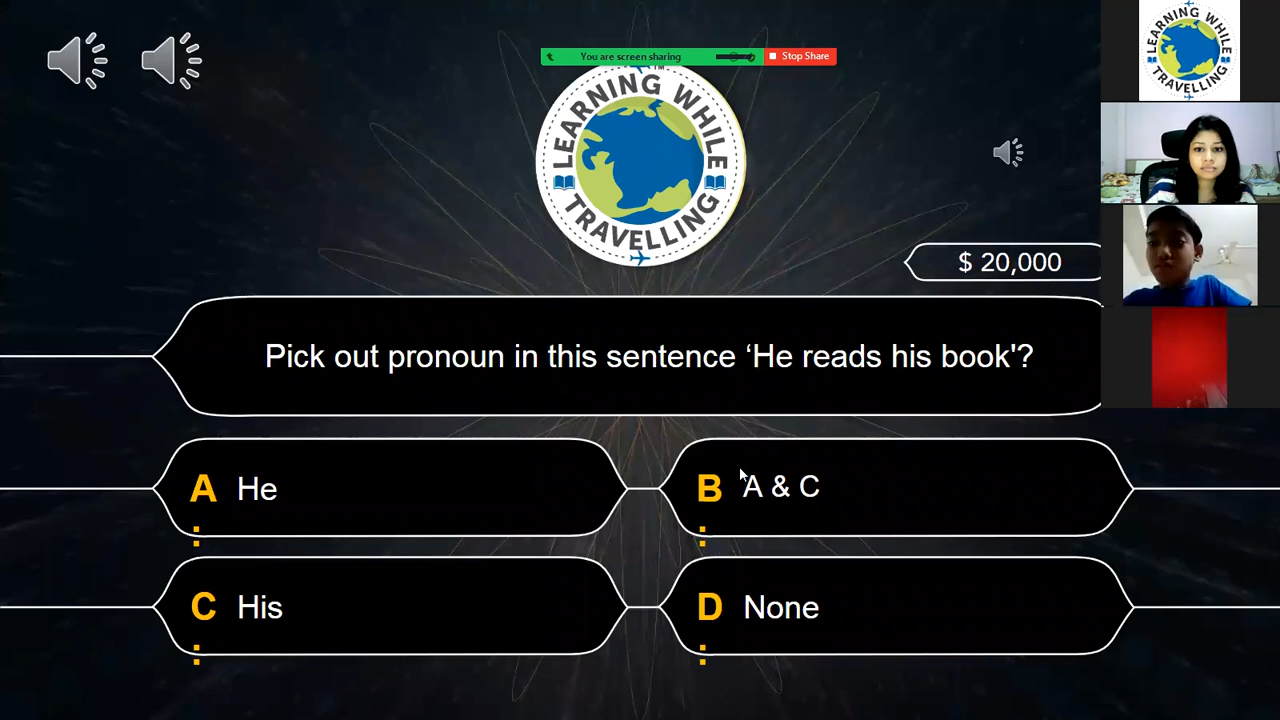 You are screen sharing
Stop Share
LEARNING WHILE
TRAVELLING
TM
LEARNING WHILE
TRAVELLING
$ 20,000
Pick out pronoun in this sentence ‘He reads his book'?
A: He
B: A & C
C: His
D: None